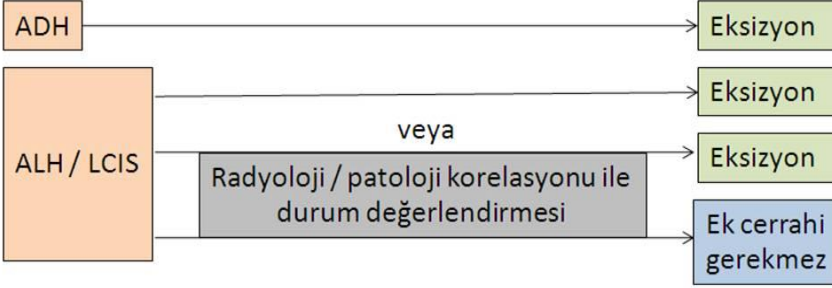 ADH
Eksizyon
ALH / LCIS
Eksizyon
veya
Eksizyon
Radyoloji / patoloji korelasyonu ile
durum değerlendirmesi
Ek cerrahi
gerekmez